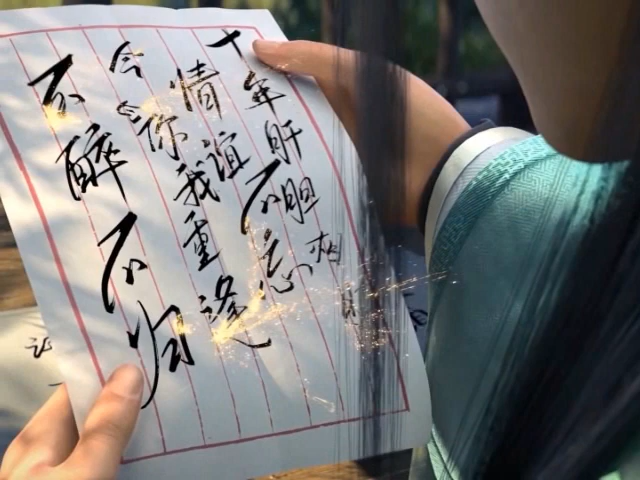 十年肝胆
情谊不忘
今你我重逢
不醉不归